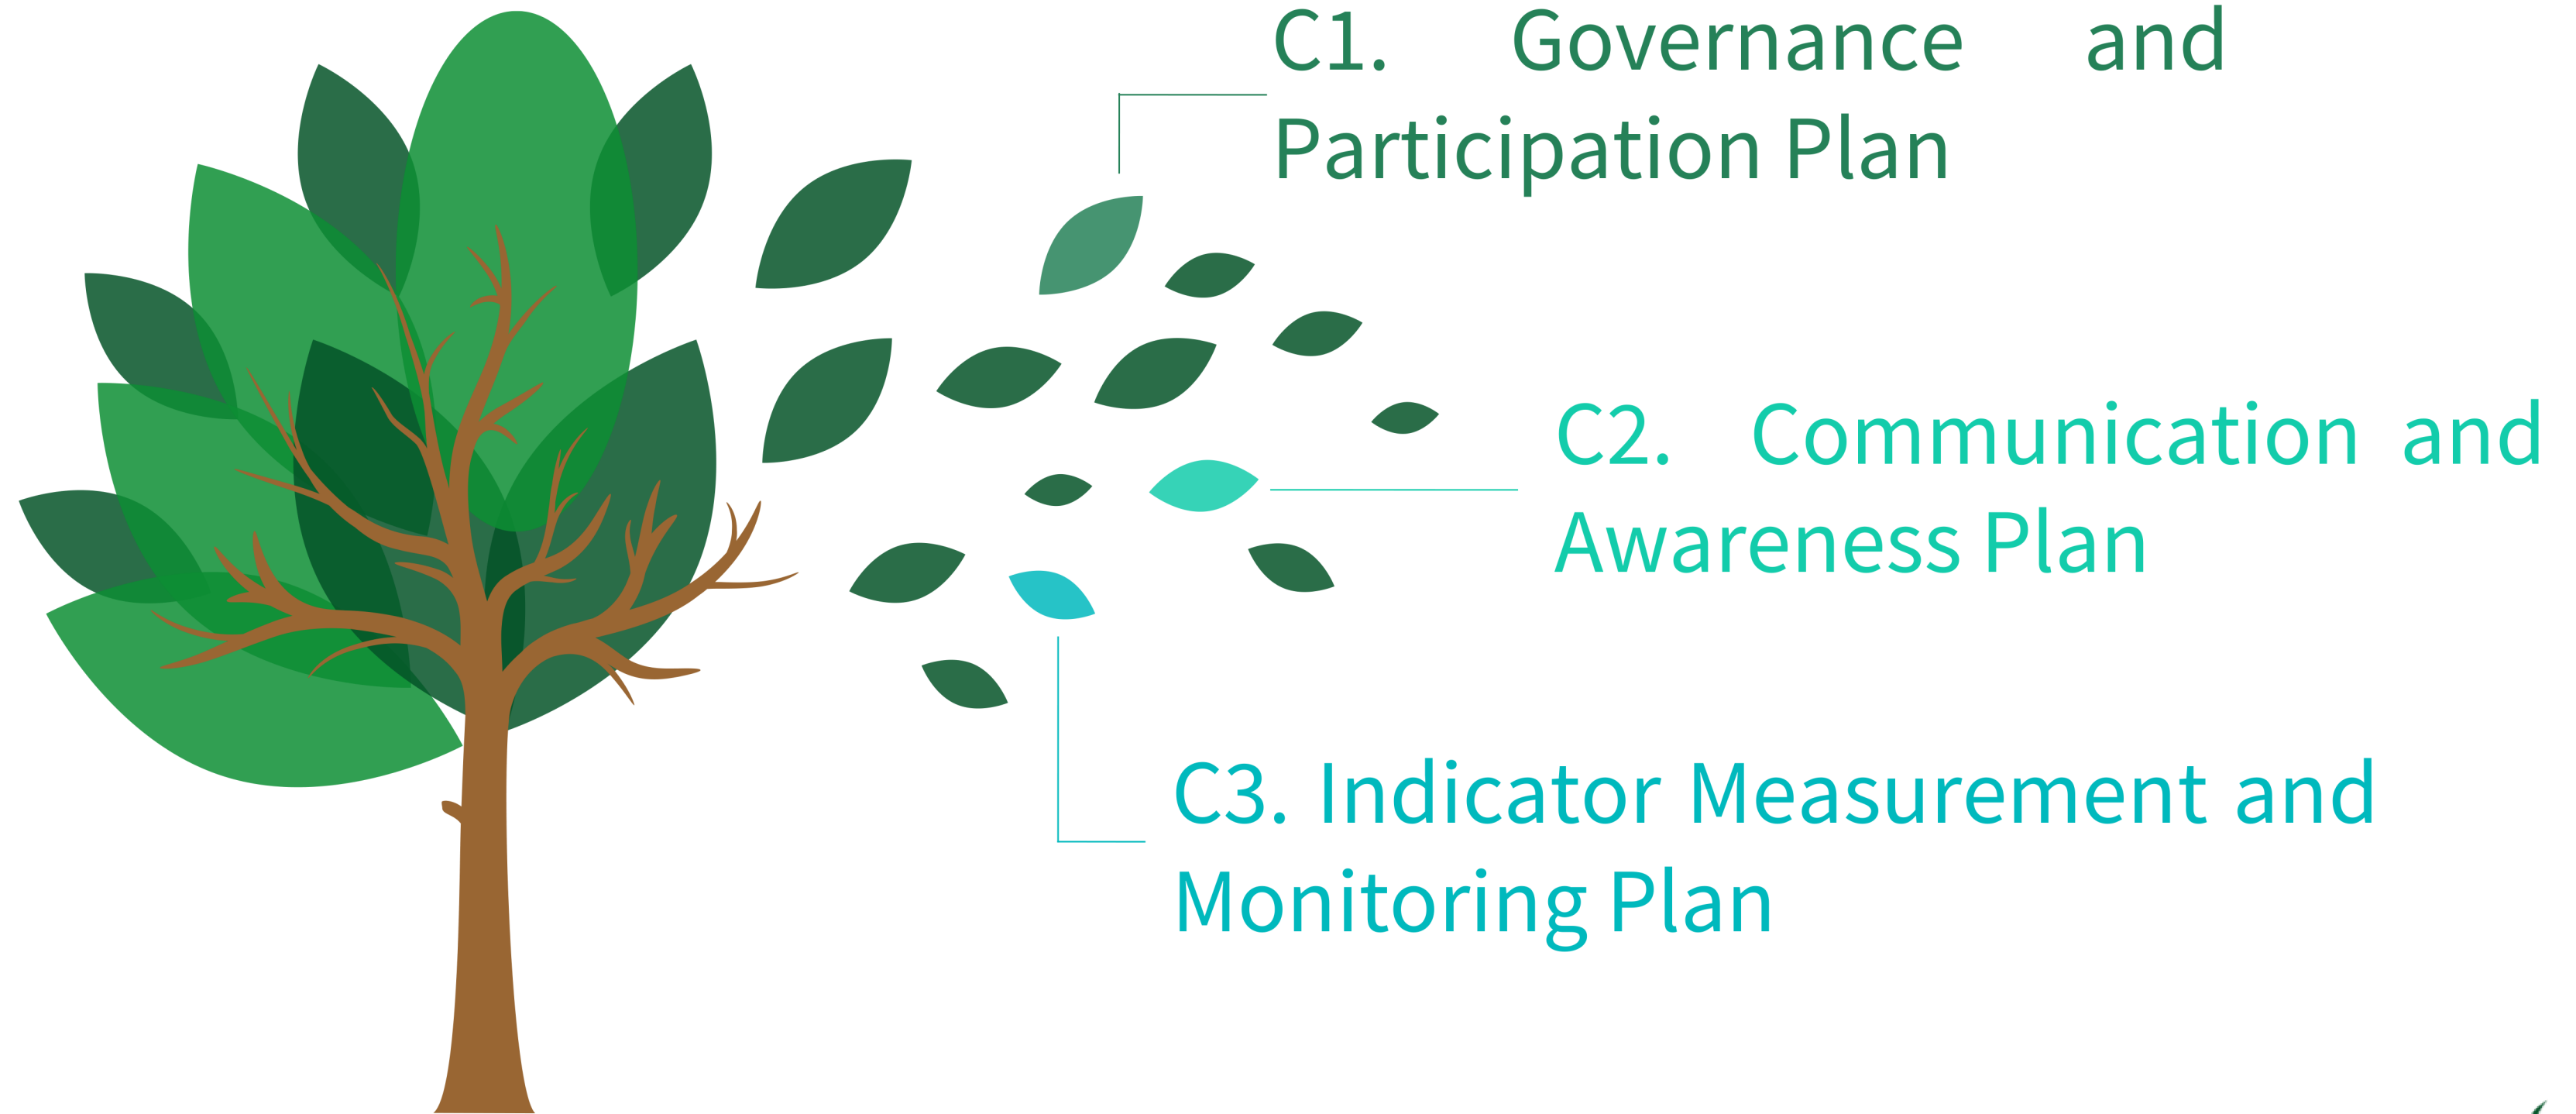 C1. Governance and
Participation Plan
C2. Communication and
Awareness Plan
C3. Indicator Measurement and
Monitoring Plan